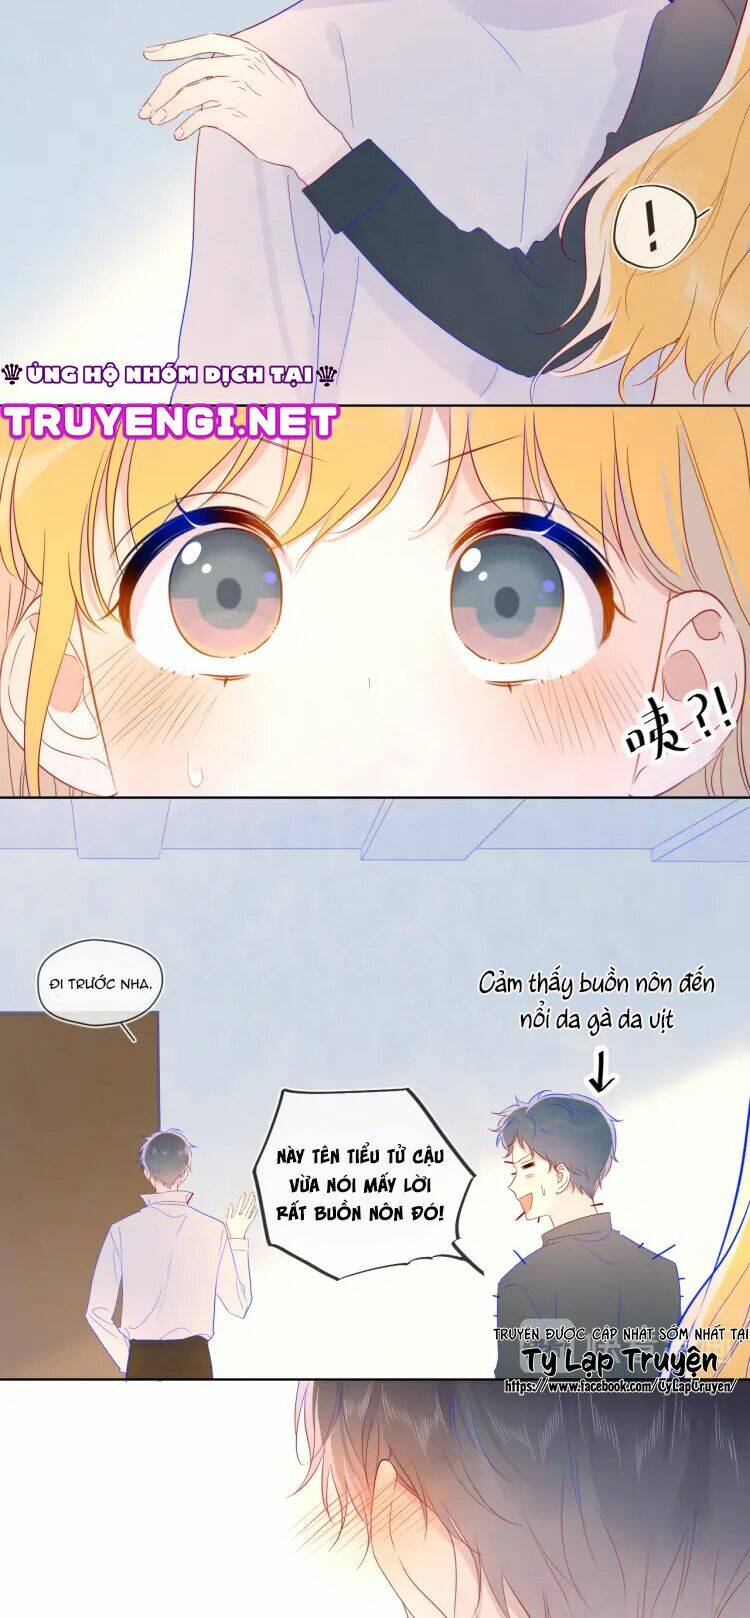 !
ỦNG HỘ NHÓM DỊCH TẠI
TRUYENGI.NET
咦?!
ĐI TRƯỚC NHA.
Cảm thấy buồn nôn đến
nổi da gà da vịt
NÀY TÊN TIỂU TỬ CẬU
VỪA NÓI MẤY LỜI
RẤT BUỒN NÔN ĐÓ!
TRUYỆN ĐƯỢC CẬP NHẬT SỚM NHẤT TẠI
Ty Lạp Truyện
https://www.facebook.com/TyLapTruyen/